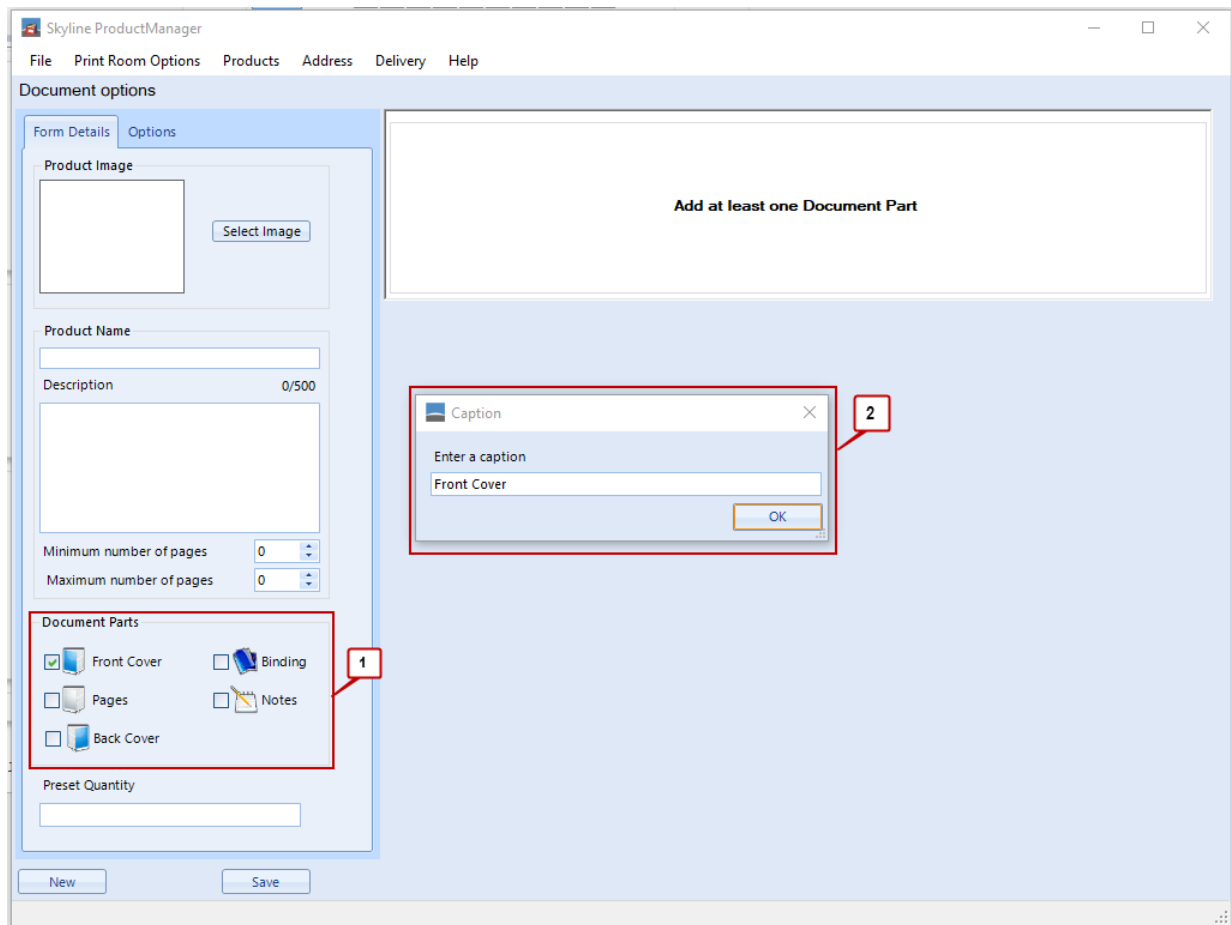 Skyline ProductManager
File Print Room Options Products Address Delivery Help
Document options
Form Details Options
Product Image
Select Image
Add at least one Document Part
Product Name
Description 0/500
Caption
2
Enter a caption
Front Cover
OK
Minimum number of pages 0
Maximum number of pages 0
Document Parts
Front Cover Binding
1
Pages Notes
Back Cover
Preset Quantity
New Save